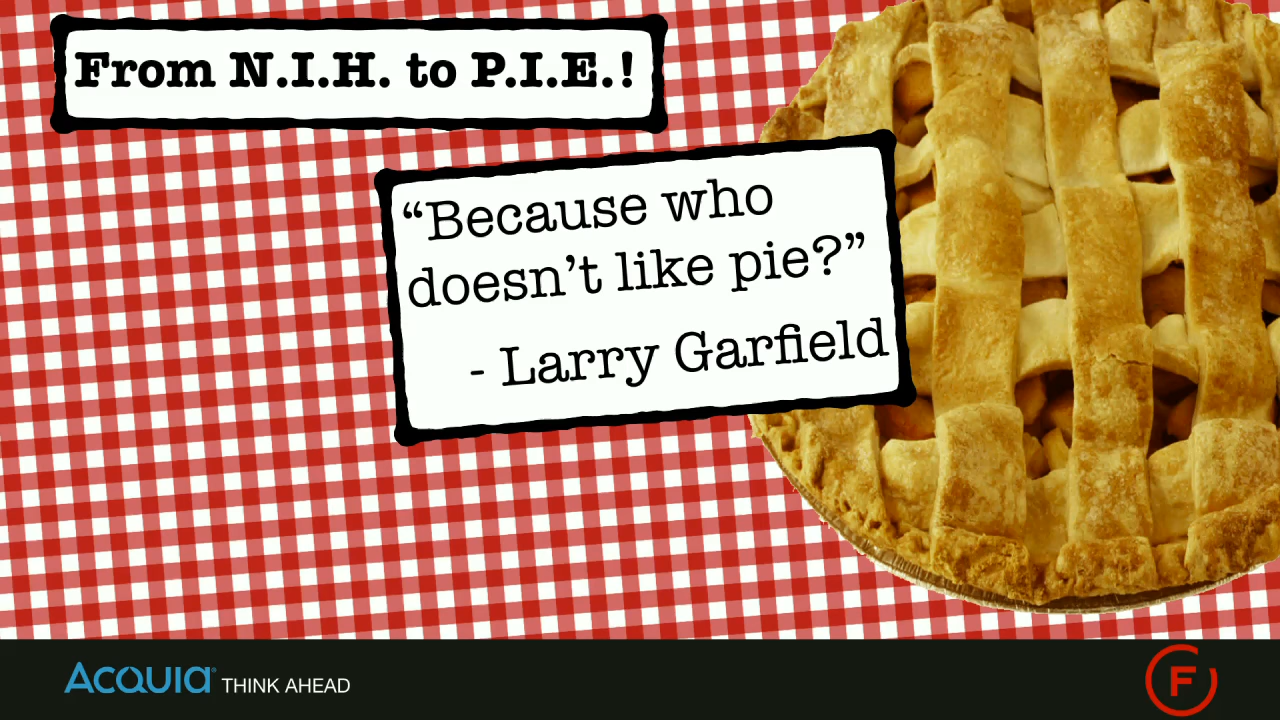 From N.I.H. to P.I.E.!
“Because who
doesn’t like pie?”
- Larry Garfield
Acquia® THINK AHEAD
F